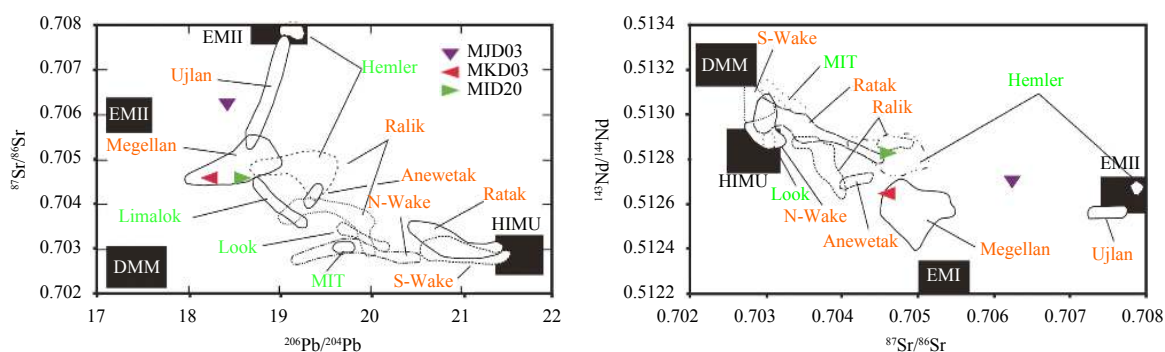 0.708
0.707
0.706
0.705
0.704
0.703
0.702
⁸⁷Sr/⁸⁶Sr
17
18
19
20
21
22
²⁰⁶Pb/²⁰⁴Pb
EMII
Ujlan
Hemler
MJD03
MKD03
MID20
EMII
Megellan
Ralik
Anewetak
N-Wake
Ratak
Limalok
Look
HIMU
DMM
MIT
S-Wake
0.5134
0.5132
0.5130
0.5128
0.5126
0.5124
0.5122
¹⁴³Nd/¹⁴⁴Nd
0.702
0.703
0.704
0.705
0.706
0.707
0.708
⁸⁷Sr/⁸⁶Sr
S-Wake
DMM
MIT
Ratak
Ralik
Hemler
HIMU
Look
N-Wake
Anewetak
EMII
Megellan
Ujlan
EMI